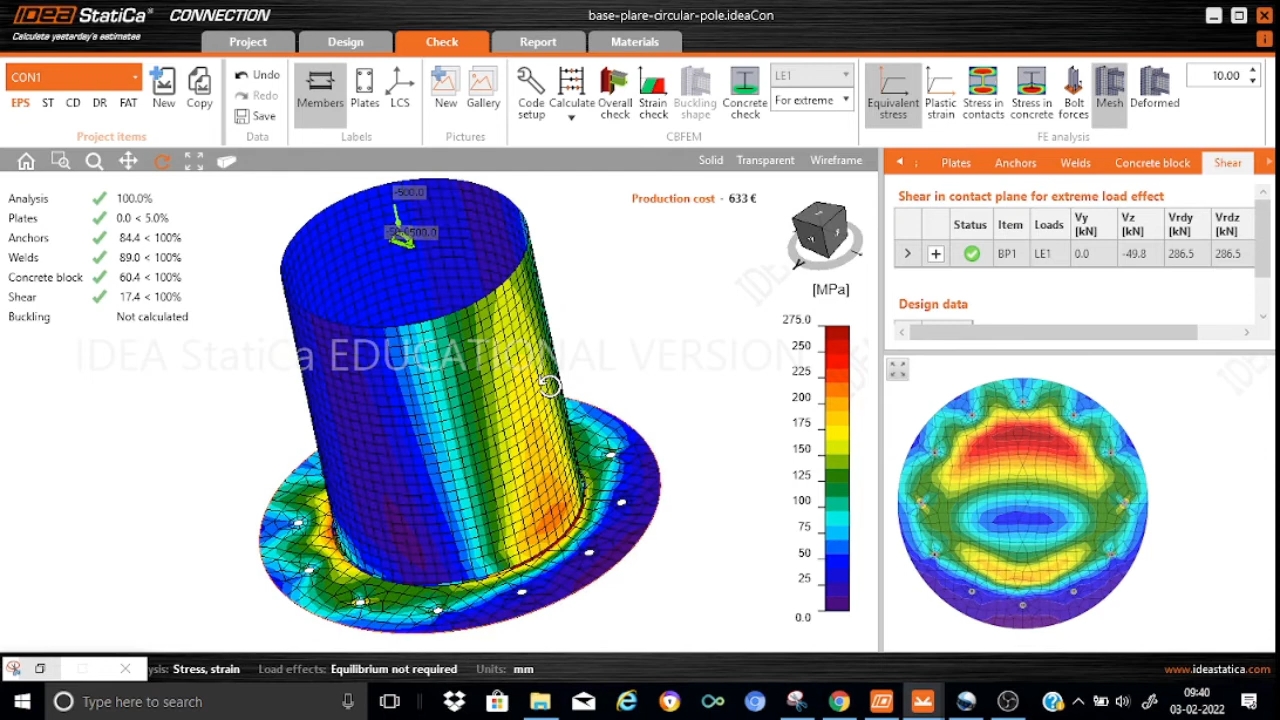 IDEA StatiCa® CONNECTION
Calculate yesterday's estimates
base-plare-circular-pole.ideaCon
Project Design Check Report Materials
CON1
EPS ST CD DR FAT
New Copy
Project items
Undo
Redo
Save
Data
Members Plates LCS
Labels
New Gallery
Pictures
Code setup Calculate Overall check Strain check Buckling shape Concrete check
LE1
For extreme
CBFEM
Equivalent stress Plastic strain Stress in contacts Stress in concrete Bolt forces Mesh Deformed
10.00
FE analysis
Solid Transparent Wireframe
Analysis 100.0%
Plates 0.0 < 5.0%
Anchors 84.4 < 100%
Welds 89.0 < 100%
Concrete block 60.4 < 100%
Shear 17.4 < 100%
Buckling Not calculated
Production cost - 633 €
-500.0
[MPa]
275.0
250
225
200
175
150
125
100
75
50
25
0.0
IDEA StatiCa EDUCATIONAL VERSION
Plates Anchors Welds Concrete block Shear
Shear in contact plane for extreme load effect
Status Item Loads Vy [kN] Vz [kN] Vrdy [kN] Vrdz [kN]
BP1 LE1 0.0 -49.8 286.5 286.5
Design data
ysis: Stress, strain Load effects: Equilibrium not required Units: mm
www.ideastatica.com
Type here to search
09:40
03-02-2022